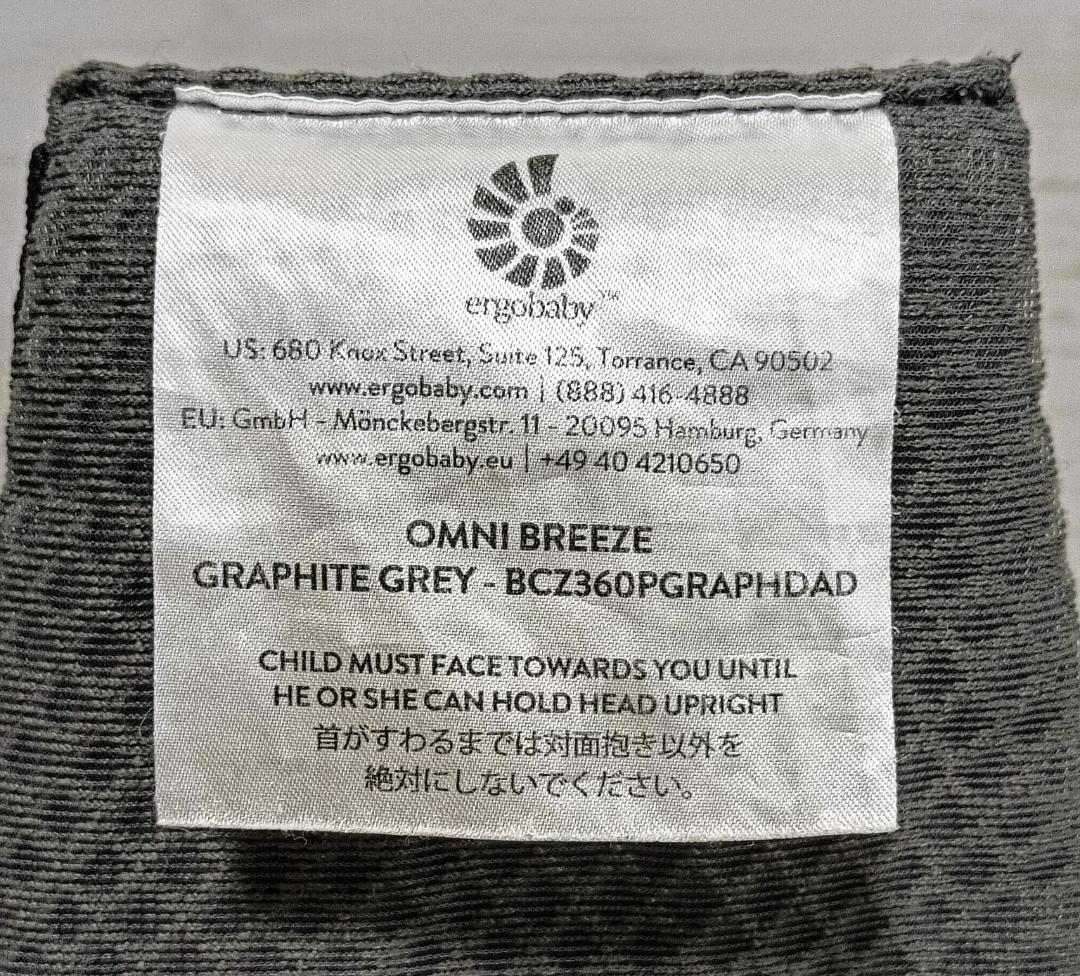 ergobaby™
US: 680 Knox Street, Suite 125, Torrance, CA 90502
www.ergobaby.com | (888) 416-4888
EU: GmbH - Mönckebergstr. 11 - 20095 Hamburg, Germany
www.ergobaby.eu | +49 40 4210650
OMNI BREEZE
GRAPHITE GREY - BCZ360PGRAPHDAD
CHILD MUST FACE TOWARDS YOU UNTIL
HE OR SHE CAN HOLD HEAD UPRIGHT
首がすわるまでは対面抱き以外を
絶対にしないでください。